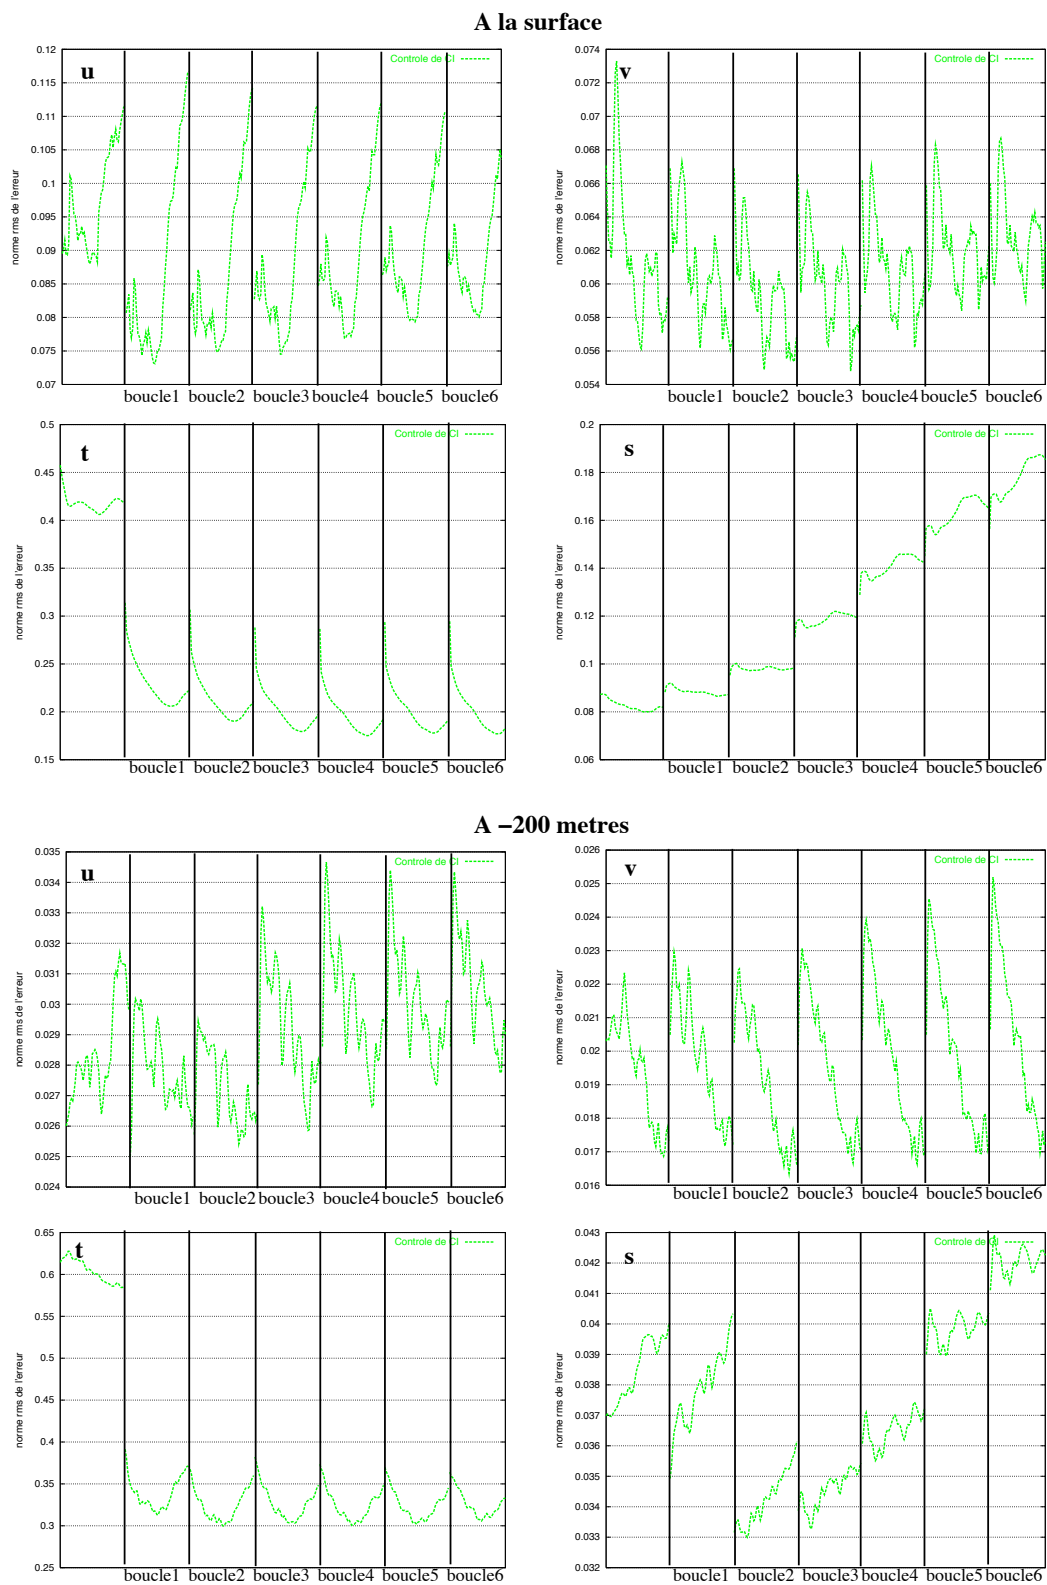 A la surface
u
Controle de CI
norme rms de l'erreur
0.12
0.115
0.11
0.105
0.1
0.095
0.09
0.085
0.08
0.075
0.07
boucle1 boucle2 boucle3 boucle4 boucle5 boucle6
v
Controle de CI
norme rms de l'erreur
0.074
0.072
0.07
0.068
0.066
0.064
0.062
0.06
0.058
0.056
0.054
boucle1 boucle2 boucle3 boucle4 boucle5 boucle6
t
Controle de CI
norme rms de l'erreur
0.5
0.45
0.4
0.35
0.3
0.25
0.2
0.15
boucle1 boucle2 boucle3 boucle4 boucle5 boucle6
s
Controle de CI
norme rms de l'erreur
0.2
0.18
0.16
0.14
0.12
0.1
0.08
0.06
boucle1 boucle2 boucle3 boucle4 boucle5 boucle6
A −200 metres
u
Controle de CI
norme rms de l'erreur
0.035
0.034
0.033
0.032
0.031
0.03
0.029
0.028
0.027
0.026
0.025
0.024
boucle1 boucle2 boucle3 boucle4 boucle5 boucle6
v
Controle de CI
norme rms de l'erreur
0.026
0.025
0.024
0.023
0.022
0.021
0.02
0.019
0.018
0.017
0.016
boucle1 boucle2 boucle3 boucle4 boucle5 boucle6
t
Controle de CI
norme rms de l'erreur
0.65
0.6
0.55
0.5
0.45
0.4
0.35
0.3
0.25
boucle1 boucle2 boucle3 boucle4 boucle5 boucle6
s
Controle de CI
norme rms de l'erreur
0.043
0.042
0.041
0.04
0.039
0.038
0.037
0.036
0.035
0.034
0.033
0.032
boucle1 boucle2 boucle3 boucle4 boucle5 boucle6